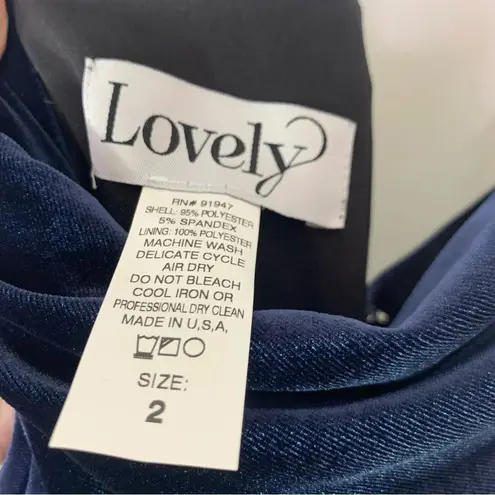 Lovely
RN# 91947
SHELL: 95% POLYESTER
5% SPANDEX
LINING: 100% POLYESTER
MACHINE WASH
DELICATE CYCLE
AIR DRY
DO NOT BLEACH
COOL IRON OR
PROFESSIONAL DRY CLEAN
MADE IN U,S,A,
SIZE:
2